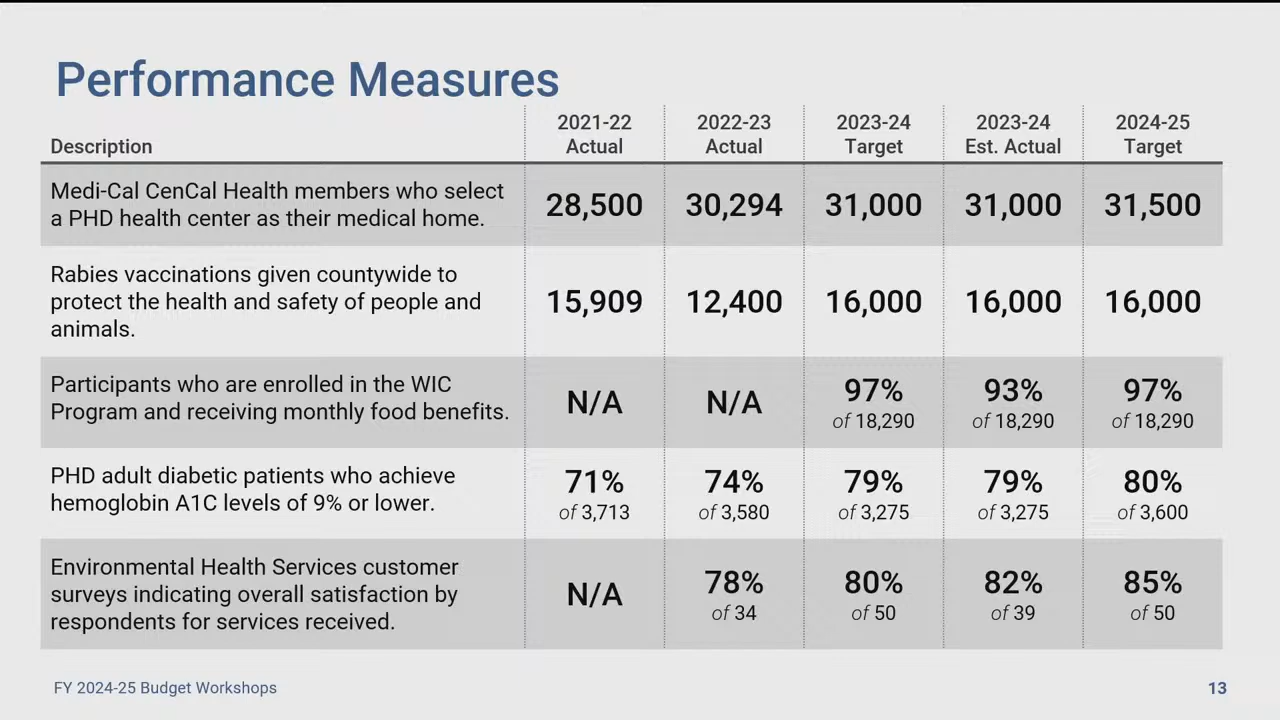 Performance Measures
Description
2021-22 Actual
2022-23 Actual
2023-24 Target
2023-24 Est. Actual
2024-25 Target
Medi-Cal CenCal Health members who select
a PHD health center as their medical home.
28,500 30,294 31,000 31,000 31,500
Rabies vaccinations given countywide to
protect the health and safety of people and
animals.
15,909 12,400 16,000 16,000 16,000
Participants who are enrolled in the WIC
Program and receiving monthly food benefits.
N/A N/A 97% 93% 97%
of 18,290 of 18,290 of 18,290
PHD adult diabetic patients who achieve
hemoglobin A1C levels of 9% or lower.
71% 74% 79% 79% 80%
of 3,713 of 3,580 of 3,275 of 3,275 of 3,600
Environmental Health Services customer
surveys indicating overall satisfaction by
respondents for services received.
N/A 78% 80% 82% 85%
of 34 of 50 of 39 of 50
FY 2024-25 Budget Workshops
13